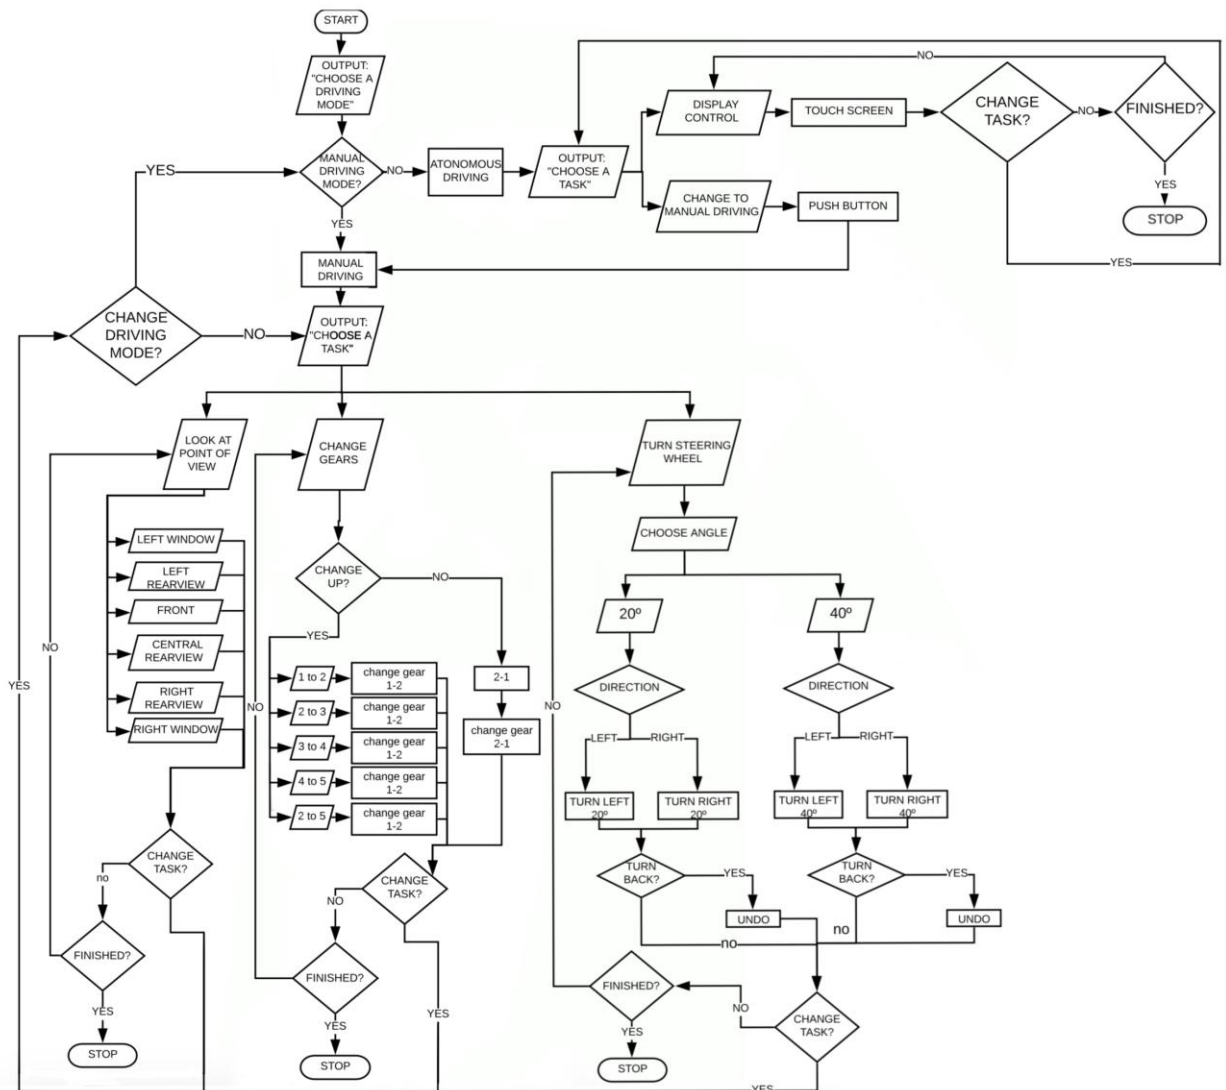 START
OUTPUT:
"CHOOSE A
DRIVING
MODE"
MANUAL
DRIVING
MODE?
NO
ATONOMOUS
DRIVING
OUTPUT:
"CHOOSE A
TASK"
DISPLAY
CONTROL
TOUCH SCREEN
CHANGE
TASK?
NO
FINISHED?
NO
YES
STOP
YES
CHANGE TO
MANUAL DRIVING
PUSH BUTTON
YES
YES
MANUAL
DRIVING
CHANGE
DRIVING
MODE?
NO
OUTPUT:
"CHOOSE A
TASK"
LOOK AT
POINT OF
VIEW
LEFT WINDOW
LEFT
REARVIEW
FRONT
CENTRAL
REARVIEW
RIGHT
REARVIEW
RIGHT WINDOW
CHANGE
TASK?
no
FINISHED?
YES
STOP
NO
YES
CHANGE
GEARS
CHANGE
UP?
NO
YES
1 to 2
change gear
1-2
2 to 3
change gear
1-2
3 to 4
change gear
1-2
4 to 5
change gear
1-2
2 to 5
change gear
1-2
2-1
change gear
2-1
CHANGE
TASK?
NO
FINISHED?
YES
STOP
NO
YES
TURN STEERING
WHEEL
CHOOSE ANGLE
20º
40º
DIRECTION
DIRECTION
LEFT
RIGHT
LEFT
RIGHT
TURN LEFT
20º
TURN RIGHT
20º
TURN LEFT
40º
TURN RIGHT
40º
TURN
BACK?
YES
UNDO
no
TURN
BACK?
YES
UNDO
no
CHANGE
TASK?
NO
FINISHED?
YES
STOP
NO
YES